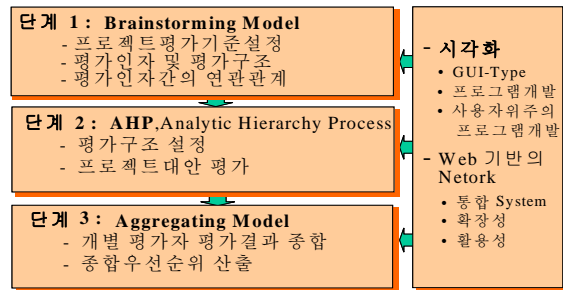 단계 1 : Brainstorming Model
- 프로젝트평가기준설정
- 평가인자 및 평가구조
- 평가인자간의 연관관계
단계 2 : AHP,Analytic Hierarchy Process
- 평가구조 설정
- 프로젝트대안 평가
단계 3 : Aggregating Model
- 개별 평가자 평가결과 종합
- 종합우선순위 산출
- 시각화
• GUI-Type
• 프로그램개발
• 사용자위주의
프로그램개발
- Web 기반의
Netork
• 통합 System
• 확장성
• 활용성